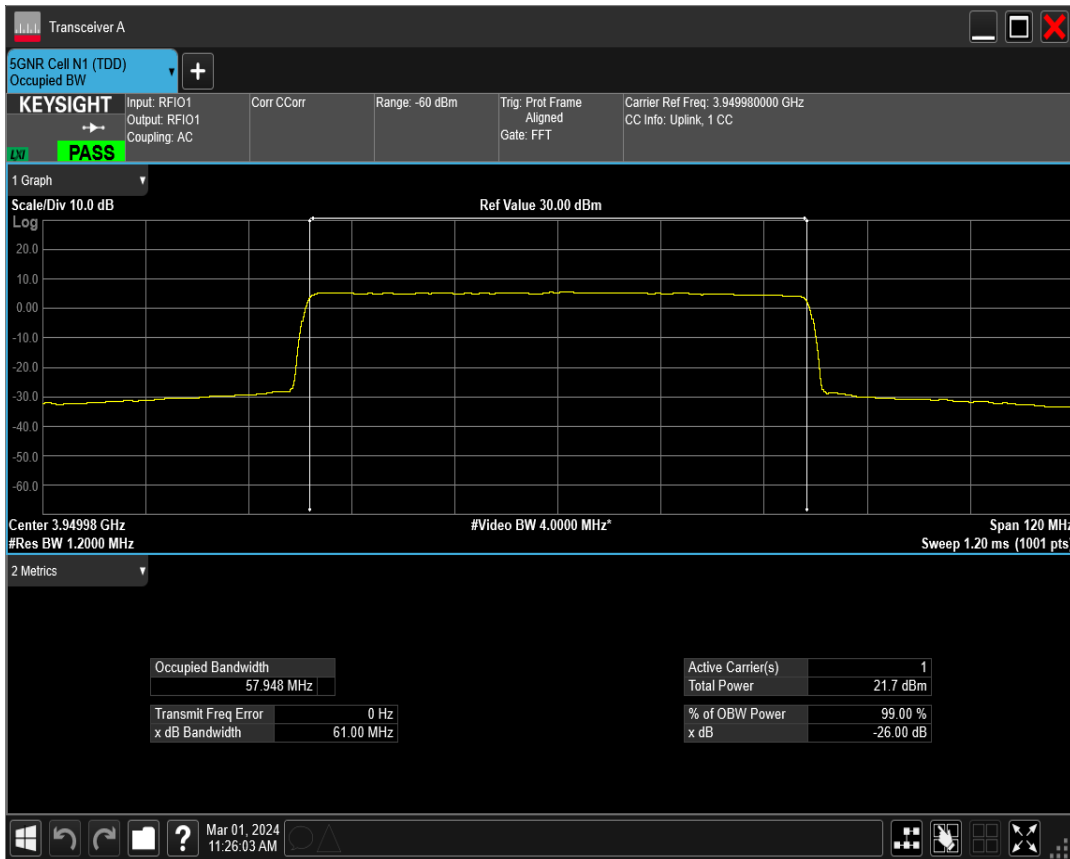 Transceiver A
5GNR Cell N1 (TDD)
Occupied BW
+
KEYSIGHT
LXI
PASS
Input: RFIO1
Output: RFIO1
Coupling: AC
Corr CCorr
Range: -60 dBm
Trig: Prot Frame
Aligned
Gate: FFT
Carrier Ref Freq: 3.949980000 GHz
CC Info: Uplink, 1 CC
1 Graph
Scale/Div 10.0 dB
Ref Value 30.00 dBm
Log
20.0
10.0
0.00
-10.0
-20.0
-30.0
-40.0
-50.0
-60.0
Center 3.94998 GHz
#Video BW 4.0000 MHz*
Span 120 MHz
#Res BW 1.2000 MHz
Sweep 1.20 ms (1001 pts)
2 Metrics
Occupied Bandwidth
57.948 MHz
Transmit Freq Error 0 Hz
x dB Bandwidth 61.00 MHz
Active Carrier(s) 1
Total Power 21.7 dBm
% of OBW Power 99.00 %
x dB -26.00 dB
?
Mar 01, 2024
11:26:03 AM